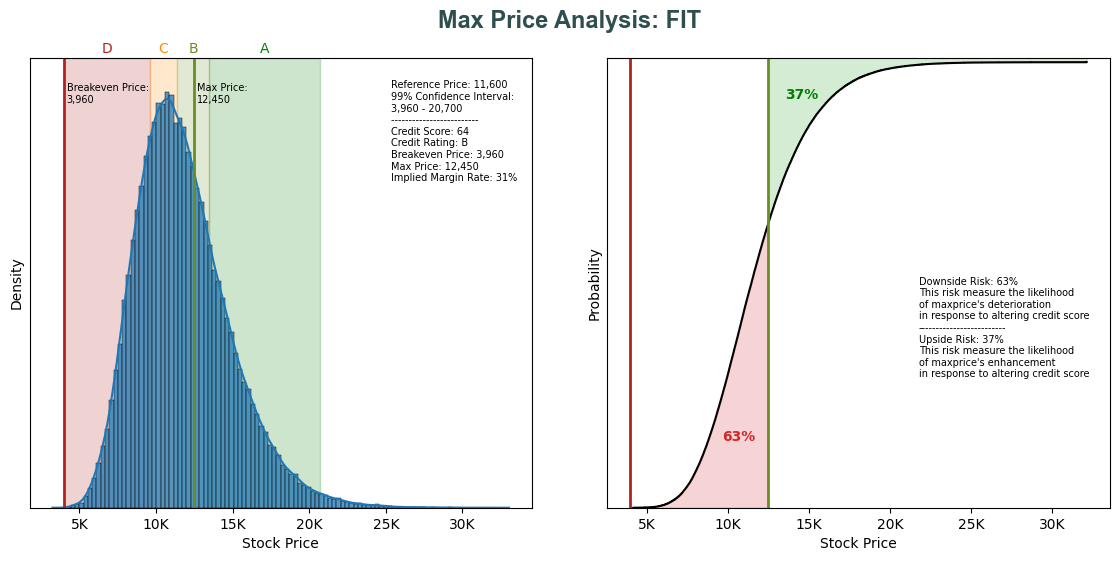 Max Price Analysis: FIT
D C B A
Breakeven Price:
3,960
Max Price:
12,450
Reference Price: 11,600
99% Confidence Interval:
3,960 - 20,700
-------------------------
Credit Score: 64
Credit Rating: B
Breakeven Price: 3,960
Max Price: 12,450
Implied Margin Rate: 31%
Density
5K 10K 15K 20K 25K 30K
Stock Price
37%
63%
Downside Risk: 63%
This risk measure the likelihood
of maxprice's deterioration
in response to altering credit score
-------------------------
Upside Risk: 37%
This risk measure the likelihood
of maxprice's enhancement
in response to altering credit score
Probability
5K 10K 15K 20K 25K 30K
Stock Price